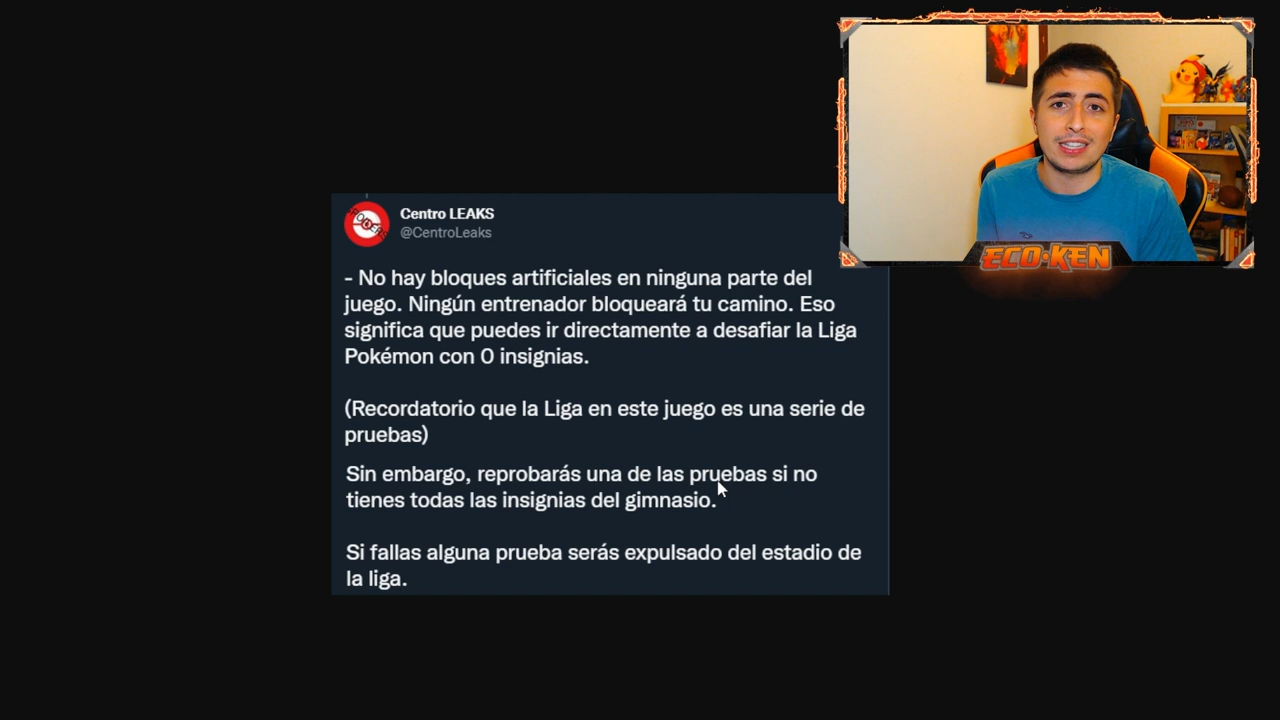 Centro LEAKS
@CentroLeaks
- No hay bloques artificiales en ninguna parte del
juego. Ningún entrenador bloqueará tu camino. Eso
significa que puedes ir directamente a desafiar la Liga
Pokémon con 0 insignias.
(Recordatorio que la Liga en este juego es una serie de
pruebas)
Sin embargo, reprobarás una de las pruebas si no
tienes todas las insignias del gimnasio.
Si fallas alguna prueba serás expulsado del estadio de
la liga.
ECO·KEN